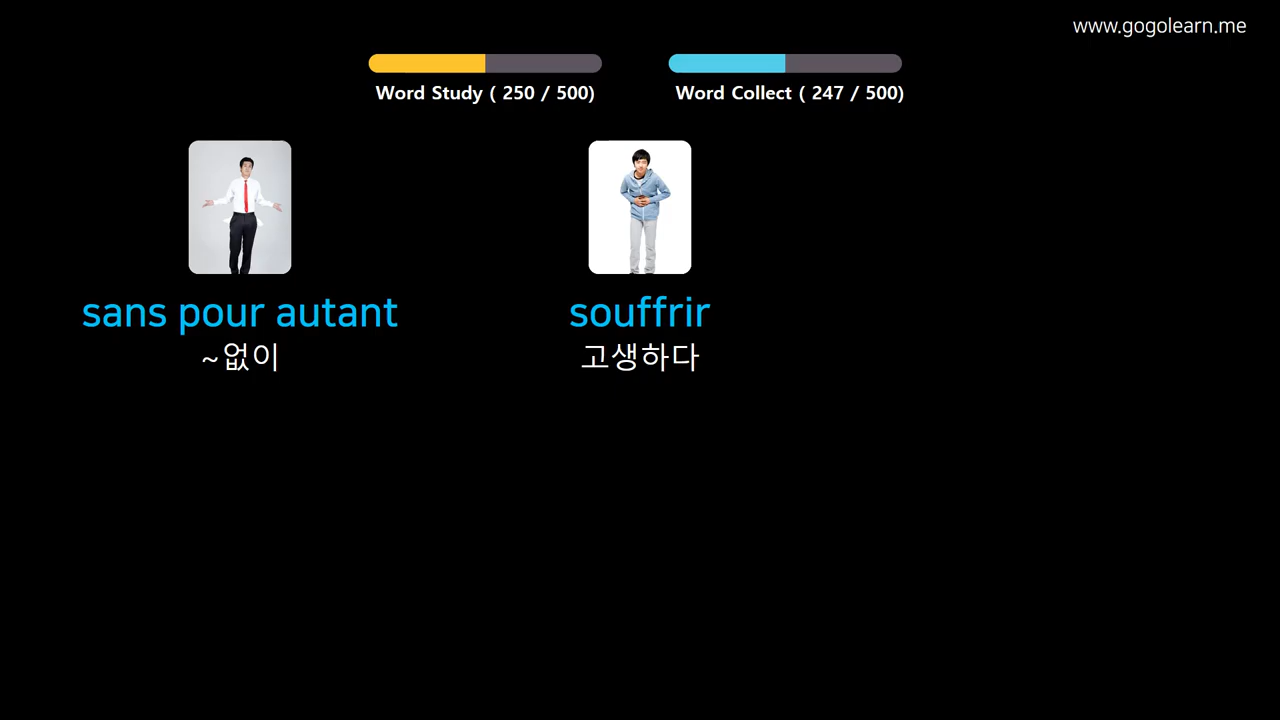 www.gogolearn.me
Word Study ( 250 / 500)
Word Collect ( 247 / 500)
sans pour autant
~없이
souffrir
고생하다